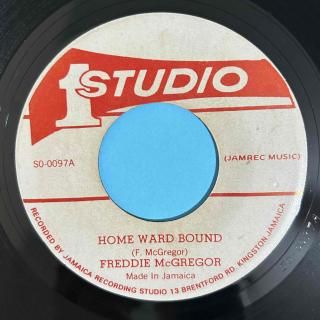 1 STUDIO
SO-0097A
(JAMREC MUSIC)
HOME WARD BOUND
(F. McGregor)
FREDDIE McGREGOR
Made In Jamaica
RECORDED BY JAMAICA RECORDING STUDIO 13 BRENTFORD RD. KINGSTON, JAMAICA